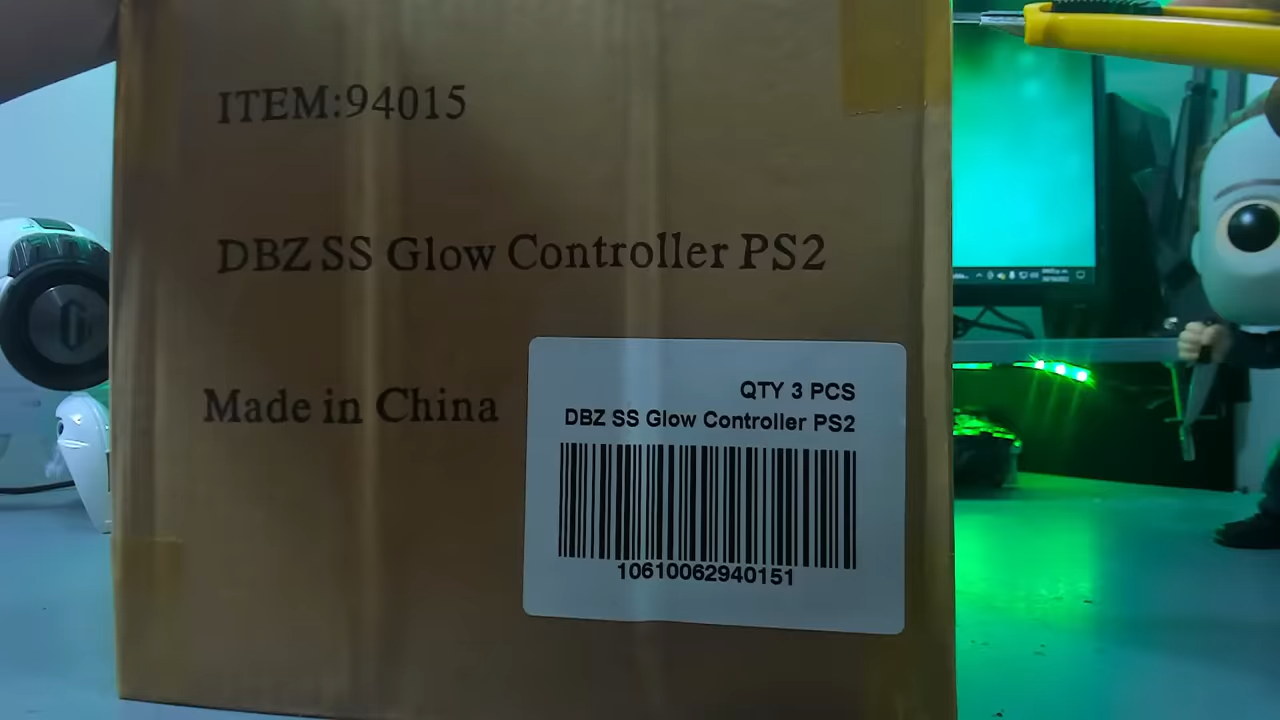 ITEM:94015
DBZ SS Glow Controller PS2
Made in China
QTY 3 PCS
DBZ SS Glow Controller PS2
10610062940151